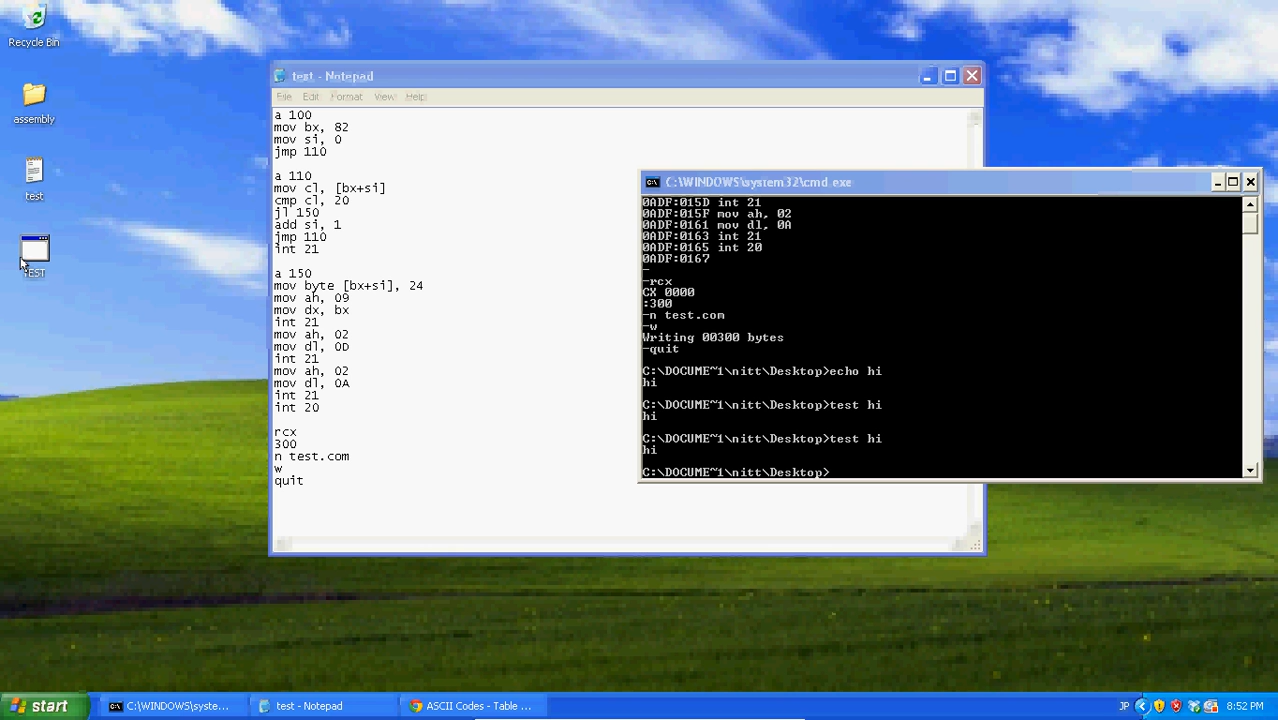 Recycle Bin
assembly
test
TEST
test - Notepad
File Edit Format View Help
a 100
mov bx, 82
mov si, 0
jmp 110
a 110
mov cl, [bx+si]
cmp cl, 20
jl 150
add si, 1
jmp 110
int 21
a 150
mov byte [bx+si], 24
mov ah, 09
mov dx, bx
int 21
mov ah, 02
mov dl, 0D
int 21
mov ah, 02
mov dl, 0A
int 21
int 20
rcx
300
n test.com
w
quit
C:\WINDOWS\system32\cmd.exe
0ADF:015D int 21
0ADF:015F mov ah, 02
0ADF:0161 mov dl, 0A
0ADF:0163 int 21
0ADF:0165 int 20
0ADF:0167
-
-rcx
CX 0000
:300
-n test.com
-w
Writing 00300 bytes
-quit
C:\DOCUME~1\nitt\Desktop>echo hi
hi
C:\DOCUME~1\nitt\Desktop>test hi
hi
C:\DOCUME~1\nitt\Desktop>test hi
hi
C:\DOCUME~1\nitt\Desktop>
start
C:\WINDOWS\syste...
test - Notepad
ASCII Codes - Table ...
JP
8:52 PM